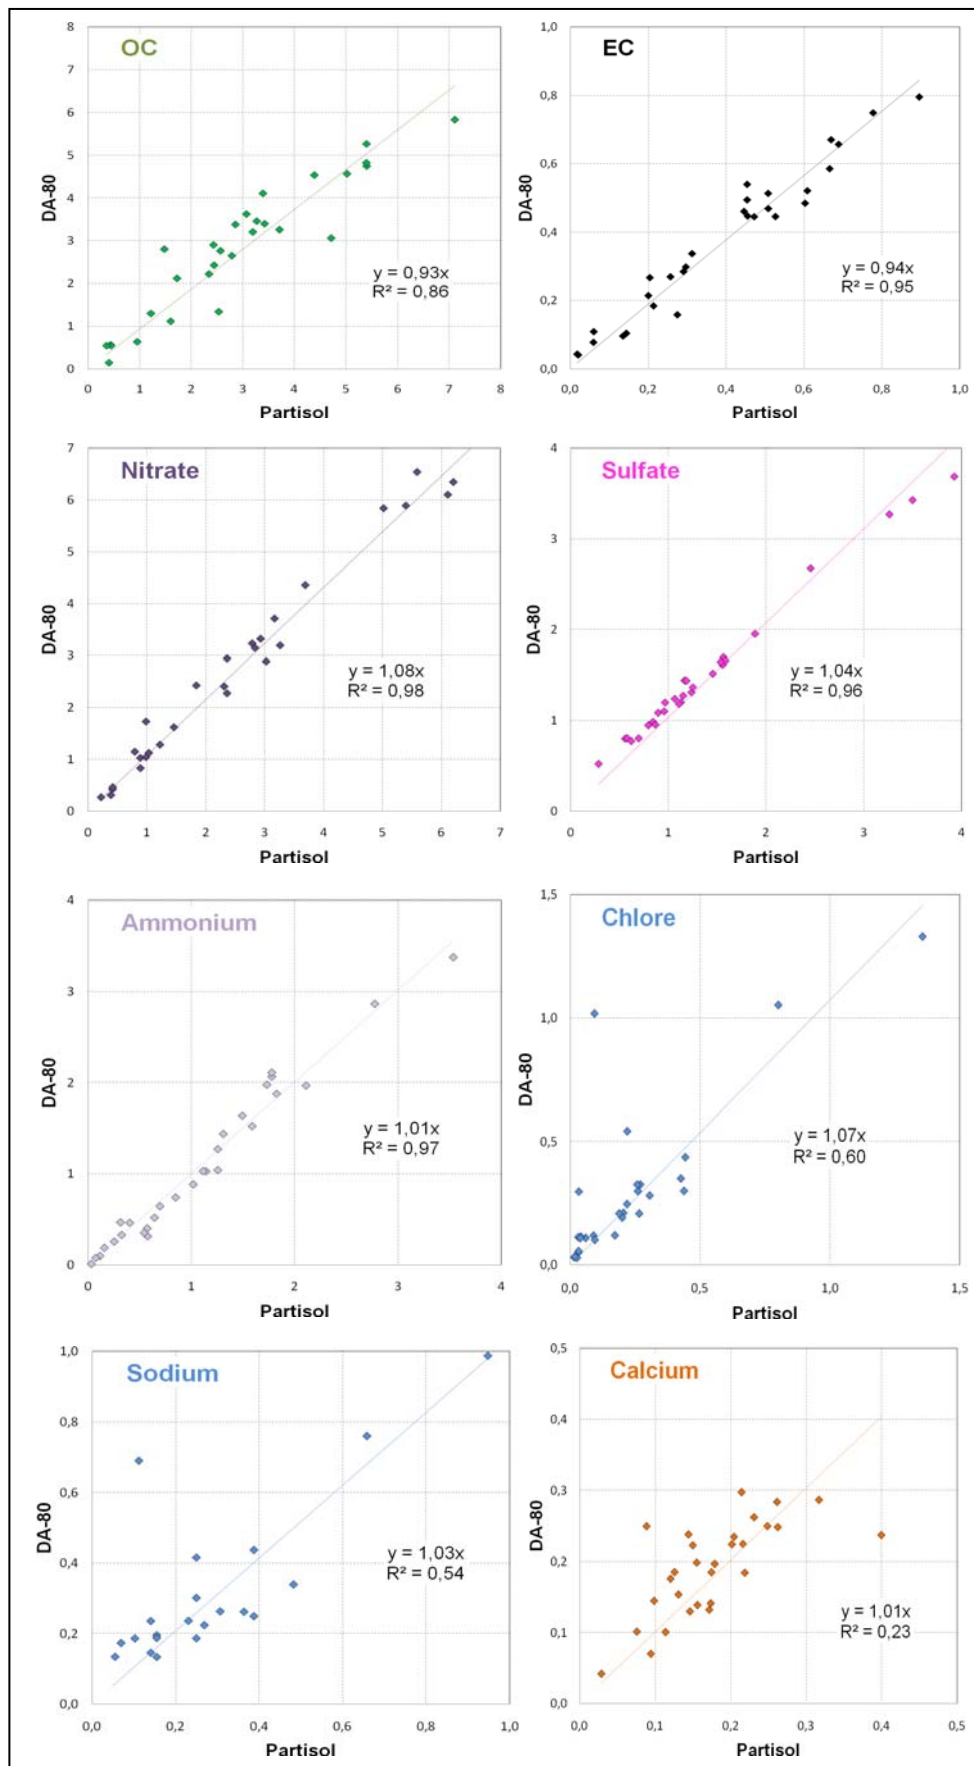 OC
8
7
6
5
4
3
2
1
0
DA-80
y = 0,93x
R² = 0,86
0 1 2 3 4 5 6 7 8
Partisol
EC
1,0
0,8
0,6
0,4
0,2
0,0
DA-80
y = 0,94x
R² = 0,95
0,0 0,2 0,4 0,6 0,8 1,0
Partisol
Nitrate
7
6
5
4
3
2
1
0
DA-80
y = 1,08x
R² = 0,98
0 1 2 3 4 5 6 7
Partisol
Sulfate
4
3
2
1
0
DA-80
y = 1,04x
R² = 0,96
0 1 2 3 4
Partisol
Ammonium
4
3
2
1
0
DA-80
y = 1,01x
R² = 0,97
0 1 2 3 4
Partisol
Chlore
1,5
1,0
0,5
0,0
DA-80
y = 1,07x
R² = 0,60
0,0 0,5 1,0 1,5
Partisol
Sodium
1,0
0,8
0,6
0,4
0,2
0,0
DA-80
y = 1,03x
R² = 0,54
0,0 0,2 0,4 0,6 0,8 1,0
Partisol
Calcium
0,5
0,4
0,3
0,2
0,1
0,0
DA-80
y = 1,01x
R² = 0,23
0,0 0,1 0,2 0,3 0,4 0,5
Partisol